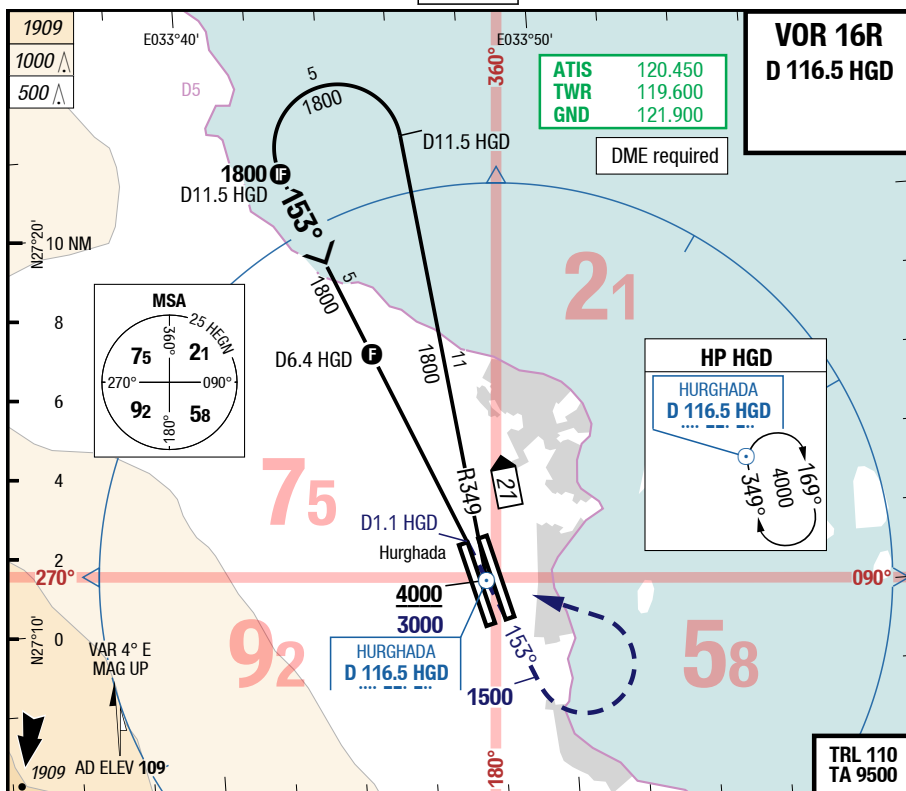 1909
1000
500
E033°40'
E033°50'
VOR 16R
D 116.5 HGD
ATIS 120.450
TWR 119.600
GND 121.900
DME required
D5
360°
5
1800
D11.5 HGD
1800 IF
D11.5 HGD
153°
N27°20'
10 NM
5
1800
21
MSA
25 HEGN
360°
75
21
270°
090°
92
58
180°
8
D6.4 HGD
F
11
1800
HP HGD
HURGHADA
D 116.5 HGD
349°
4000
169°
6
4
75
R349
21
D1.1 HGD
Hurghada
2
270°
090°
4000
3000
N27°10'
0
HURGHADA
D 116.5 HGD
153°
1500
92
58
VAR 4° E
MAG UP
AD ELEV 109
1909
180°
TRL 110
TA 9500